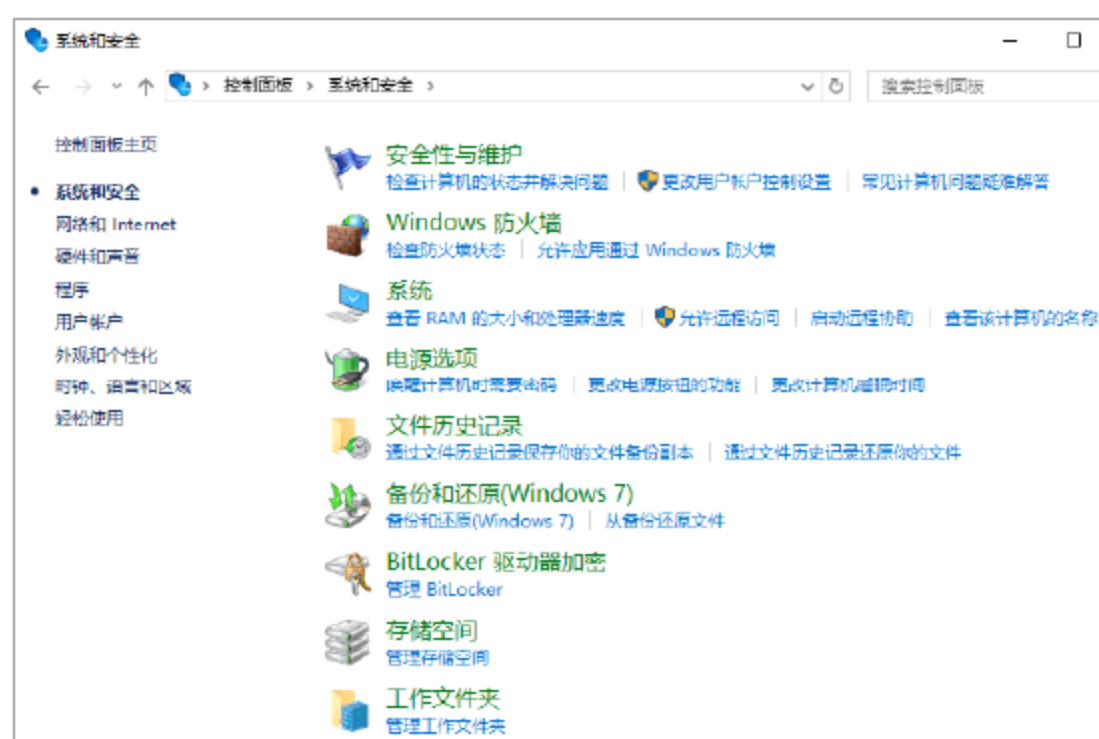 系统和安全
控制面板 > 系统和安全 >
搜索控制面板
控制面板主页
系统和安全
网络和 Internet
硬件和声音
程序
用户帐户
外观和个性化
时钟、语言和区域
轻松使用
安全性与维护
检查计算机的状态并解决问题 | 更改用户帐户控制设置 | 常见计算机问题疑难解答
Windows 防火墙
检查防火墙状态 | 允许应用通过 Windows 防火墙
系统
查看 RAM 的大小和处理器速度 | 允许远程访问 | 启动远程协助 | 查看该计算机的名称
电源选项
唤醒计算机时需要密码 | 更改电源按钮的功能 | 更改计算机睡眠时间
文件历史记录
通过文件历史记录保存你的文件备份副本 | 通过文件历史记录还原你的文件
备份和还原(Windows 7)
备份和还原(Windows 7) | 从备份还原文件
BitLocker 驱动器加密
管理 BitLocker
存储空间
管理存储空间
工作文件夹
管理工作文件夹